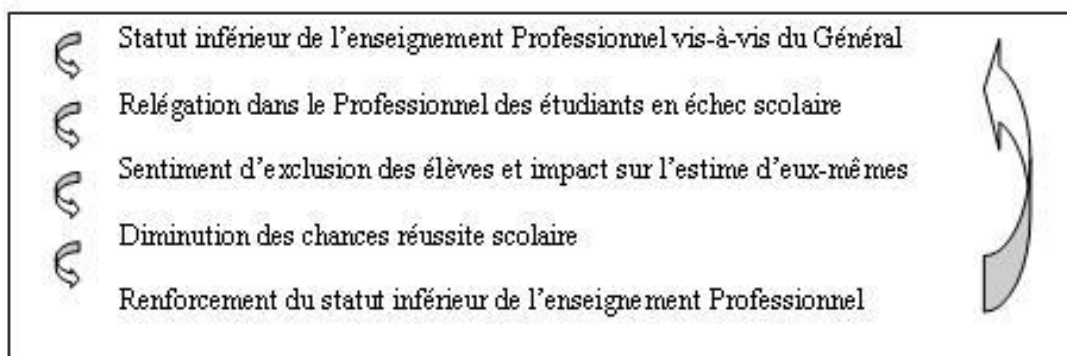 Statut inférieur de l'enseignement Professionnel vis-à-vis du Général
Relégation dans le Professionnel des étudiants en échec scolaire
Sentiment d'exclusion des élèves et impact sur l'estime d'eux-mêmes
Diminution des chances réussite scolaire
Renforcement du statut inférieur de l'enseignement Professionnel